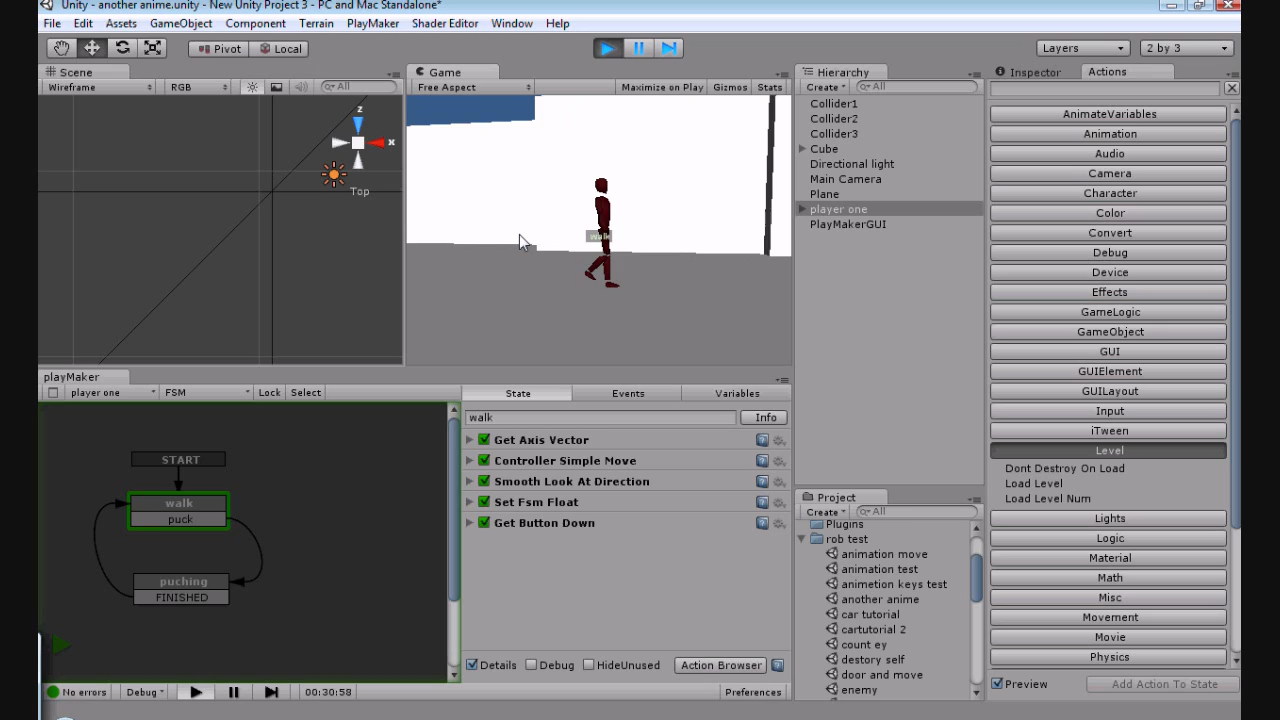 Unity - another anime.unity - New Unity Project 3 - PC and Mac Standalone*
File Edit Assets GameObject Component Terrain PlayMaker Shader Editor Window Help
Pivot Local Layers 2 by 3
Scene
Wireframe RGB All
z
x
Top
Game
Free Aspect Maximize on Play Gizmos Stats
walk
Hierarchy
Create All
Collider1
Collider2
Collider3
Cube
Directional light
Main Camera
Plane
player one
PlayMakerGUI
Inspector Actions
AnimateVariables
Animation
Audio
Camera
Character
Color
Convert
Debug
Device
Effects
GameLogic
GameObject
GUI
GUIElement
GUILayout
Input
iTween
Level
Dont Destroy On Load
Load Level
Load Level Num
Lights
Logic
Material
Math
Misc
Movement
Movie
Physics
Preview Add Action To State
playMaker
player one FSM Lock Select
START
walk
puck
puching
FINISHED
State Events Variables
walk Info
Get Axis Vector
Controller Simple Move
Smooth Look At Direction
Set Fsm Float
Get Button Down
Details Debug HideUnused Action Browser
No errors Debug 00:30:58 Preferences
Project
Create All
Plugins
rob test
animation move
animation test
animetion keys test
another anime
car tutorial
cartutorial 2
count ey
destory self
door and move
enemy